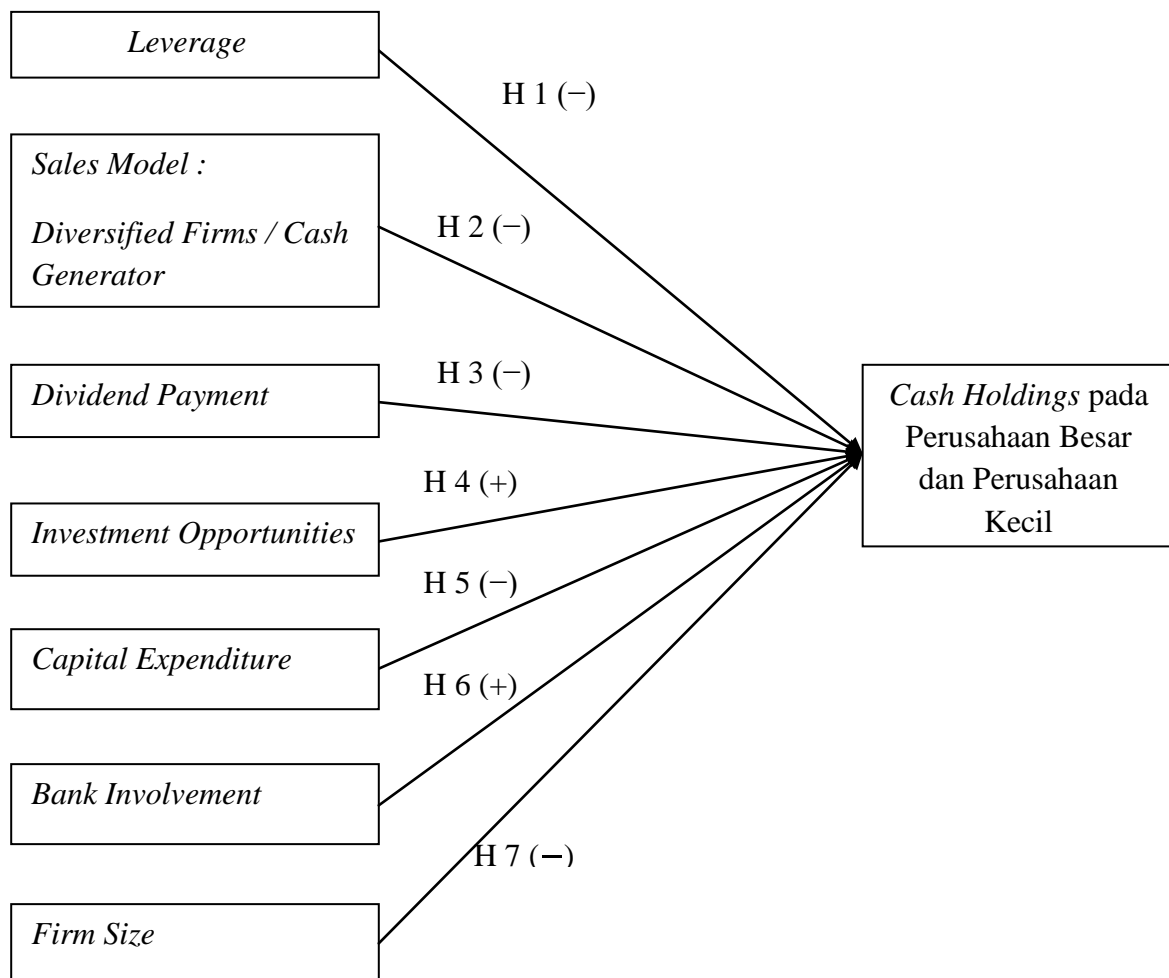 Leverage
H 1 (−)
Sales Model :
Diversified Firms / Cash
Generator
H 2 (−)
Dividend Payment
H 3 (−)
Cash Holdings pada
Perusahaan Besar
dan Perusahaan
Kecil
Investment Opportunities
H 4 (+)
Capital Expenditure
H 5 (−)
Bank Involvement
H 6 (+)
Firm Size
H 7 (−)